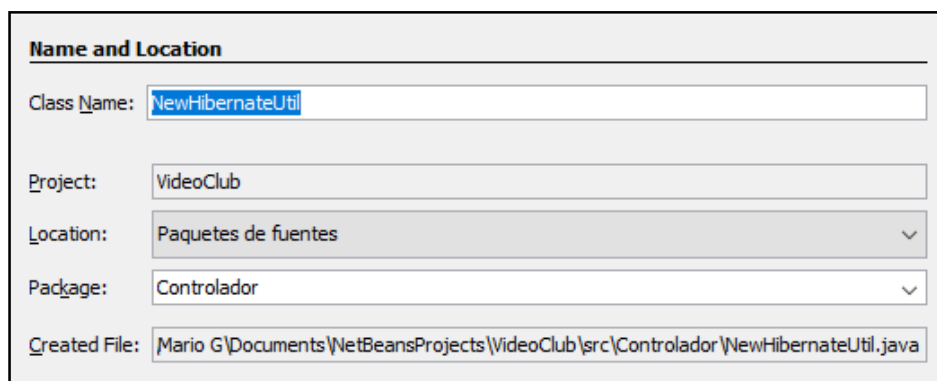 Name and Location
Class Name: NewHibernateUtil
Project: VideoClub
Location: Paquetes de fuentes
Package: Controlador
Created File: Mario G\Documents\NetBeansProjects\VideoClub\src\Controlador\NewHibernateUtil.java